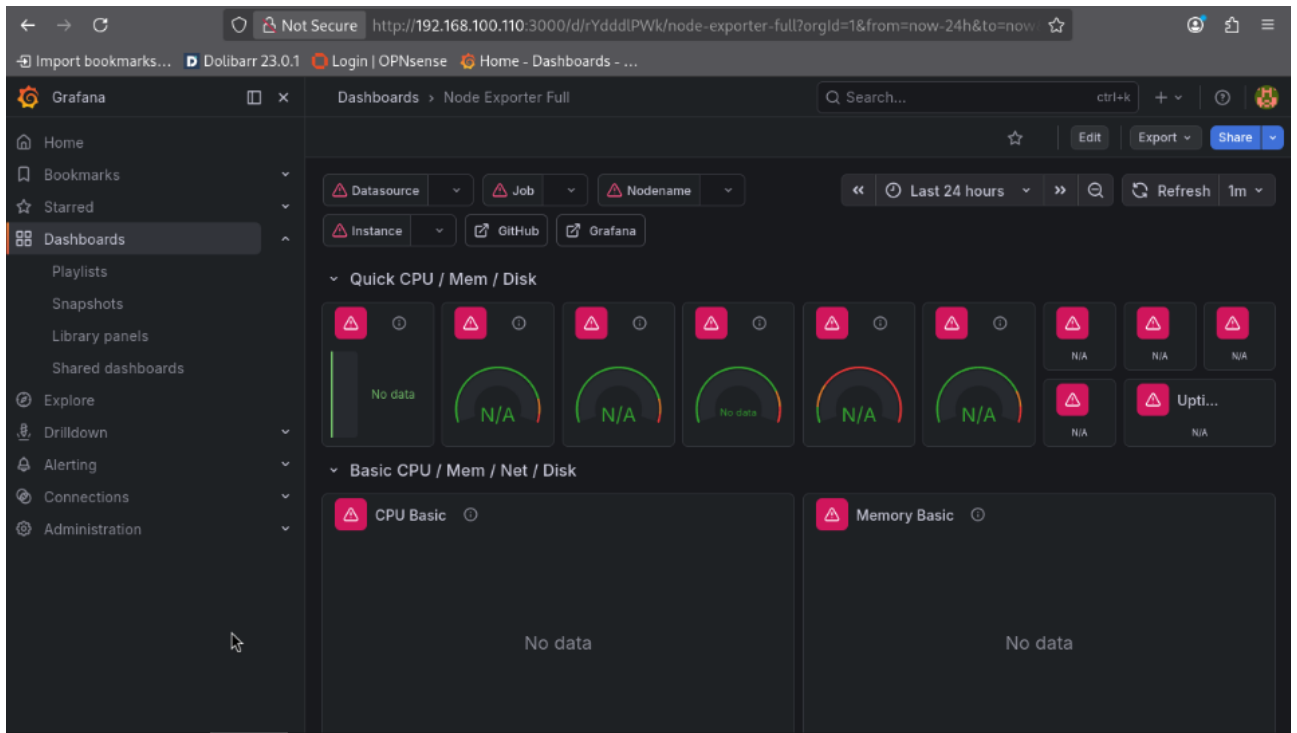 Not Secure http://192.168.100.110:3000/d/rYdddlPWk/node-exporter-full?orgId=1&from=now-24h&to=now
Import bookmarks... Dolibarr 23.0.1 Login | OPNsense Home - Dashboards - ...
Grafana
Dashboards › Node Exporter Full
Search... ctrl+k
Edit Export Share
Home
Bookmarks
Starred
Dashboards
Playlists
Snapshots
Library panels
Shared dashboards
Explore
Drilldown
Alerting
Connections
Administration
Datasource Job Nodename
Last 24 hours Refresh 1m
Instance GitHub Grafana
Quick CPU / Mem / Disk
No data
N/A
N/A
No data
N/A
N/A
N/A N/A N/A
N/A
Upti...
N/A
Basic CPU / Mem / Net / Disk
CPU Basic
No data
Memory Basic
No data